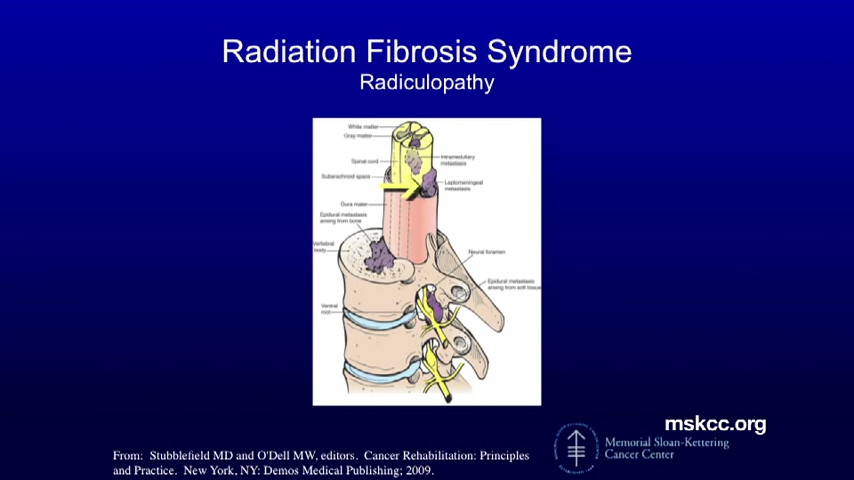 Radiation Fibrosis Syndrome
Radiculopathy
White matter
Gray matter
Spinal cord
Subarachnoid space
Intramedullary
metastasis
Leptomeningeal
metastasis
Dura mater
Epidural metastasis
arising from bone
Vertebral
body
Neural foramen
Epidural metastasis
arising from soft tissue
Ventral
root
mskcc.org
Memorial Sloan-Kettering
Cancer Center
From: Stubblefield MD and O'Dell MW, editors. Cancer Rehabilitation: Principles
and Practice. New York, NY: Demos Medical Publishing; 2009.